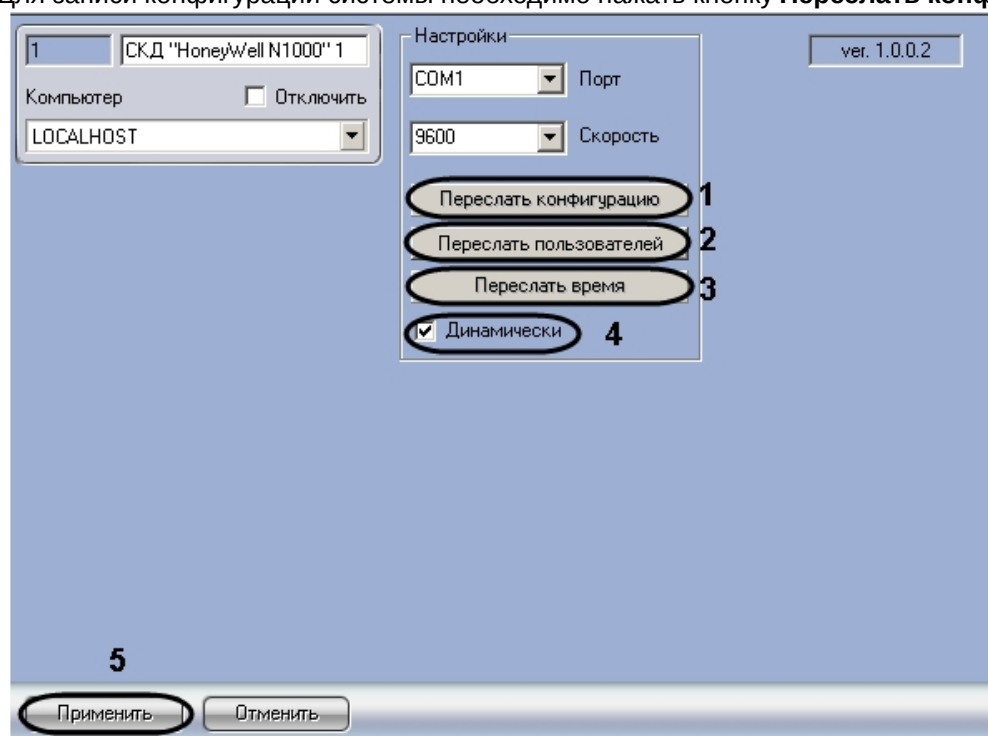 Для записи конфигурации системы необходимо нажать кнопку Переслать конф
1
СКД "HoneyWell N1000" 1
Компьютер
Отключить
LOCALHOST
Настройки
COM1
Порт
9600
Скорость
Переслать конфигурацию
1
Переслать пользователей
2
Переслать время
3
Динамически
4
ver. 1.0.0.2
5
Применить
Отменить